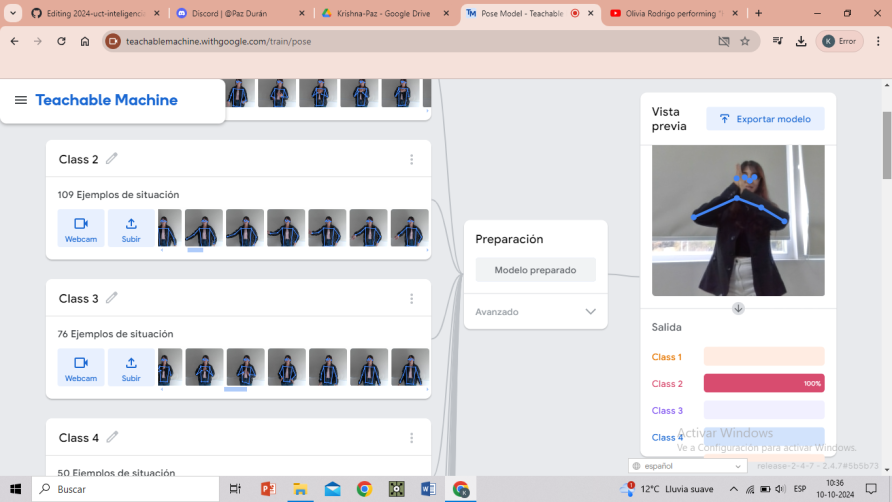 Editing 2024-uct-inteligenci
Discord | @Paz Durán
Krishna-Paz - Google Drive
Pose Model - Teachable
Olivia Rodrigo performing "
teachablemachine.withgoogle.com/train/pose
K Error
Teachable Machine
Class 2
109 Ejemplos de situación
Webcam
Subir
Class 3
76 Ejemplos de situación
Webcam
Subir
Class 4
50 Ejemplos de situación
Preparación
Modelo preparado
Avanzado
Vista previa
Exportar modelo
Salida
Class 1
Class 2
100%
Class 3
Class 4
Activar Windows
Ve a Configuración para activar Windows.
español
release-2-4-7 - 2.4.7#5b5b73
Buscar
1
12°C Lluvia suave
ESP
10:36
10-10-2024